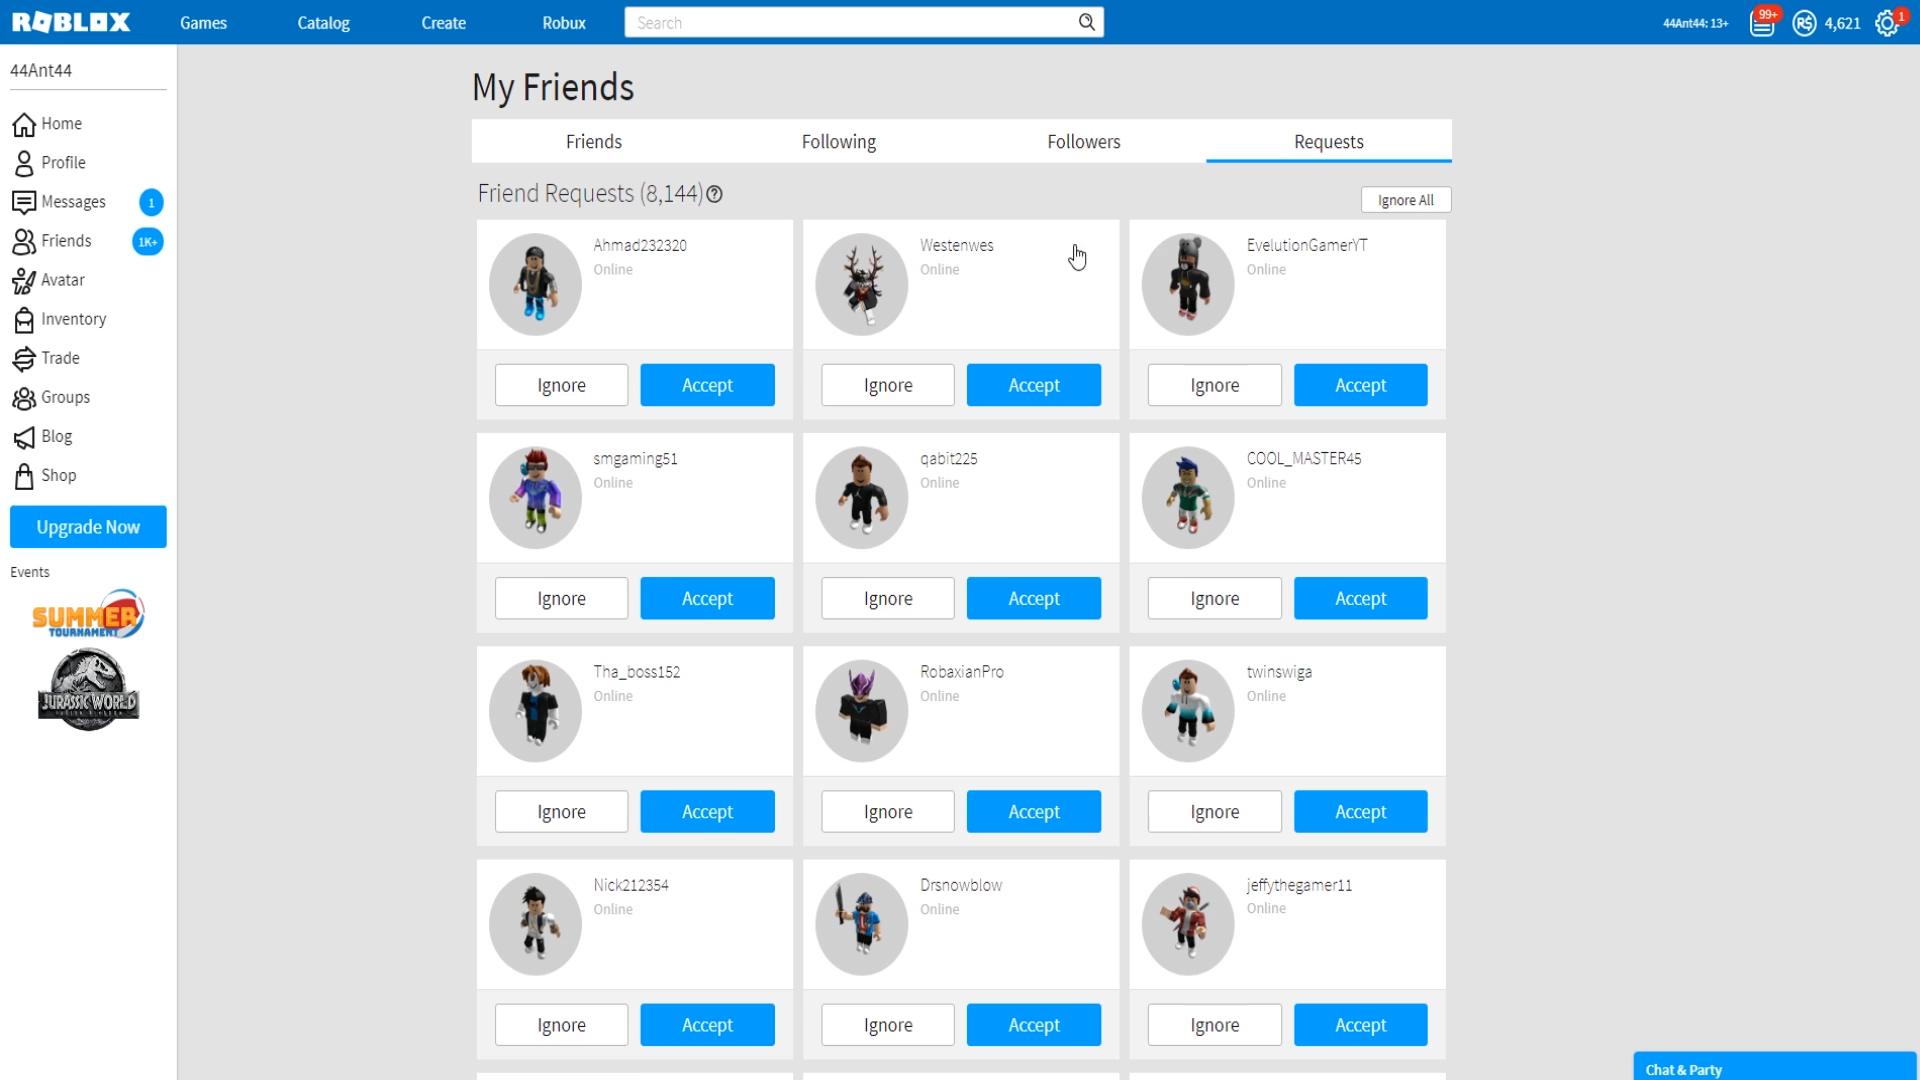 ROBLOX Games Catalog Create Robux Search 44Ant44: 13+ 99+ R$ 4,621 1
44Ant44
Home
Profile
Messages 1
Friends 1K+
Avatar
Inventory
Trade
Groups
Blog
Shop
Upgrade Now
Events
SUMMER
TOURNAMENT
JURASSIC WORLD
My Friends
Friends Following Followers Requests
Friend Requests (8,144) ?
Ignore All
Ahmad232320 Westenwes EvelutionGamerYT
Online Online Online
Ignore Accept Ignore Accept Ignore Accept
smgaming51 qabit225 COOL_MASTER45
Online Online Online
Ignore Accept Ignore Accept Ignore Accept
Tha_boss152 RobaxianPro twinswiga
Online Online Online
Ignore Accept Ignore Accept Ignore Accept
Nick212354 Drsnowblow jeffythegamer11
Online Online Online
Ignore Accept Ignore Accept Ignore Accept
Chat & Party